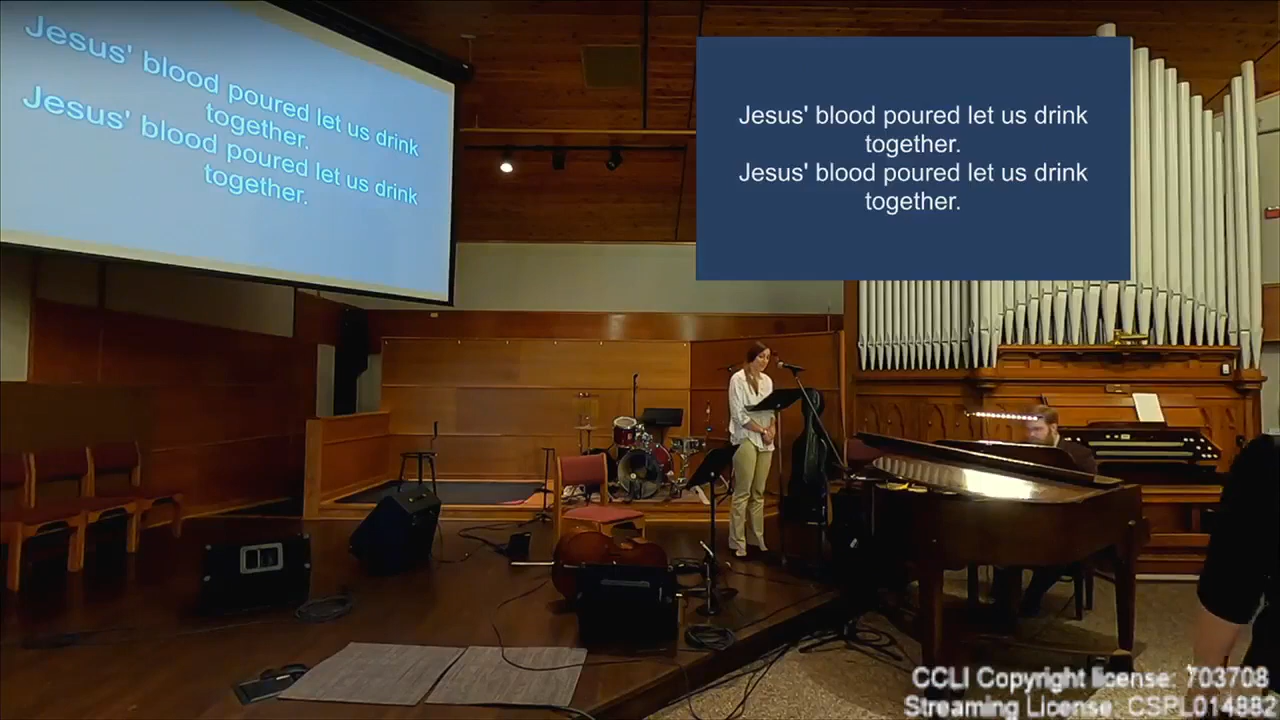 Jesus' blood poured let us drink
together.
Jesus' blood poured let us drink
together.
Jesus' blood poured let us drink
together.
Jesus' blood poured let us drink
together.
CCLI Copyright license: 703708
Streaming License: CSPL014882